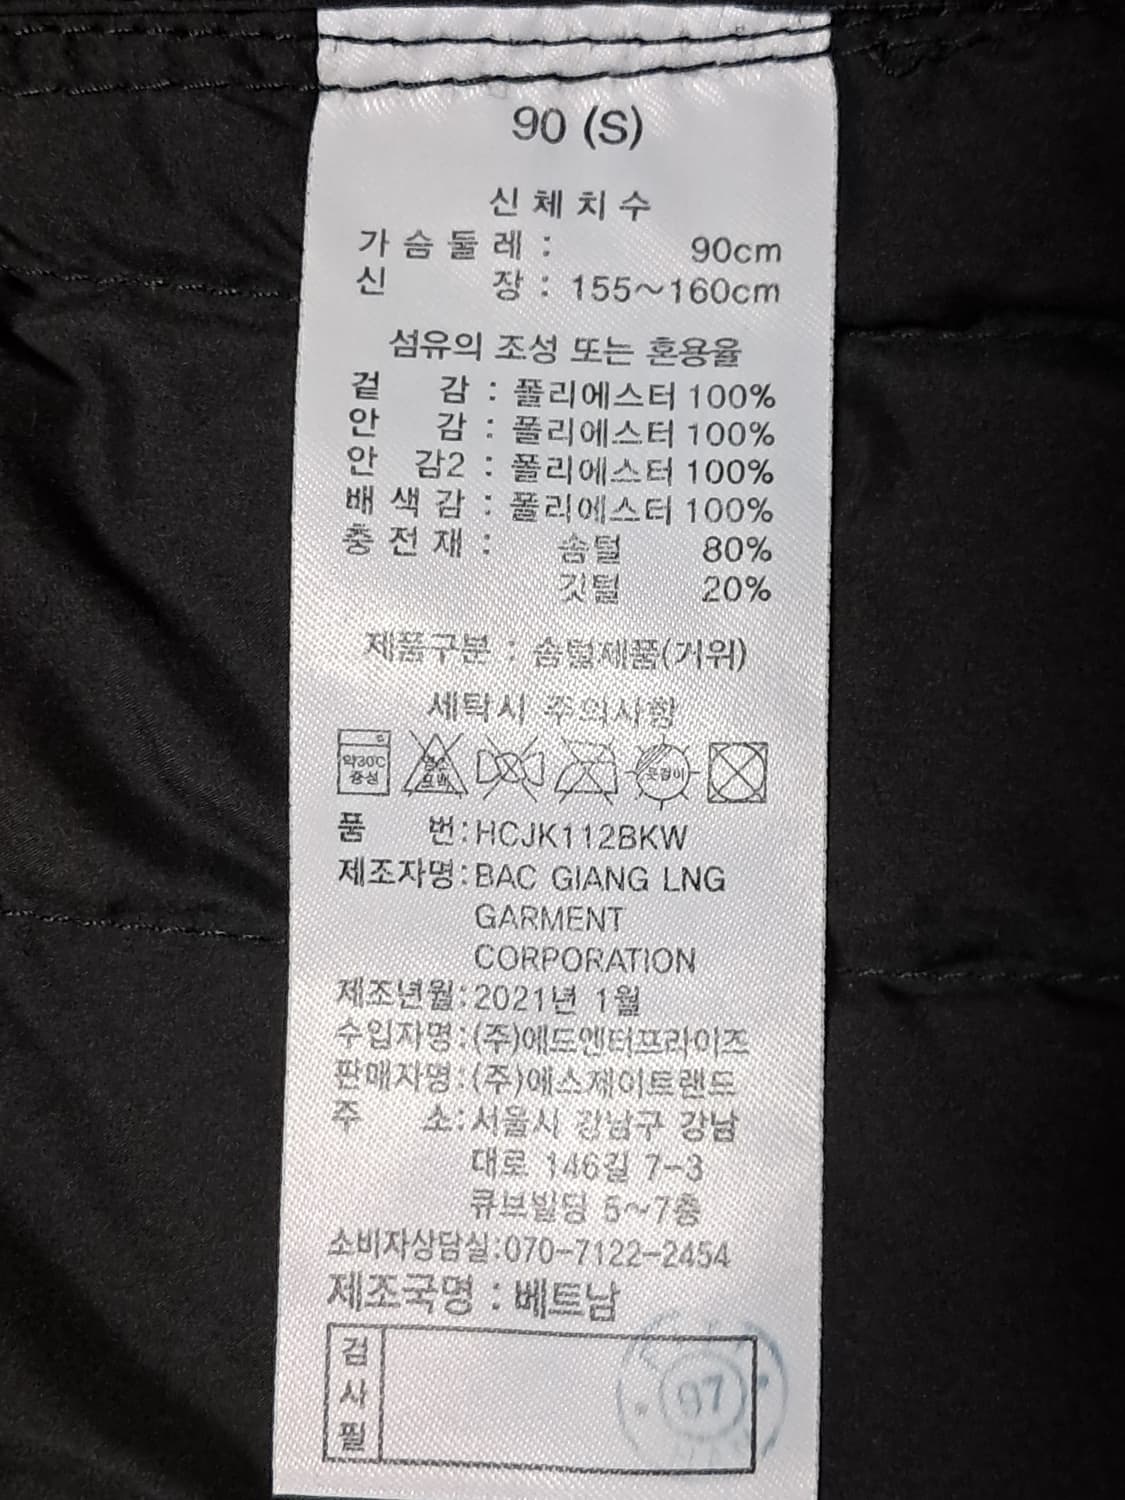 90 (S)
신체치수
가슴둘레 : 90cm
신 장 : 155~160cm
섬유의 조성 또는 혼용율
겉 감 : 폴리에스터 100%
안 감 : 폴리에스터 100%
안 감2 : 폴리에스터 100%
배색감 : 폴리에스터 100%
충전재 : 솜털 80%
깃털 20%
제품구분 : 솜털제품(거위)
세탁시 주의사항
약30℃
중성
옷걸이
품 번:HCJK112BKW
제조자명:BAC GIANG LNG
GARMENT
CORPORATION
제조년월:2021년 1월
수입자명:(주)에드엔터프라이즈
판매자명:(주)에스제이트랜드
주 소:서울시 강남구 강남
대로 146길 7-3
큐브빌딩 5~7층
소비자상담실:070-7122-2454
제조국명 : 베트남
검사필
97